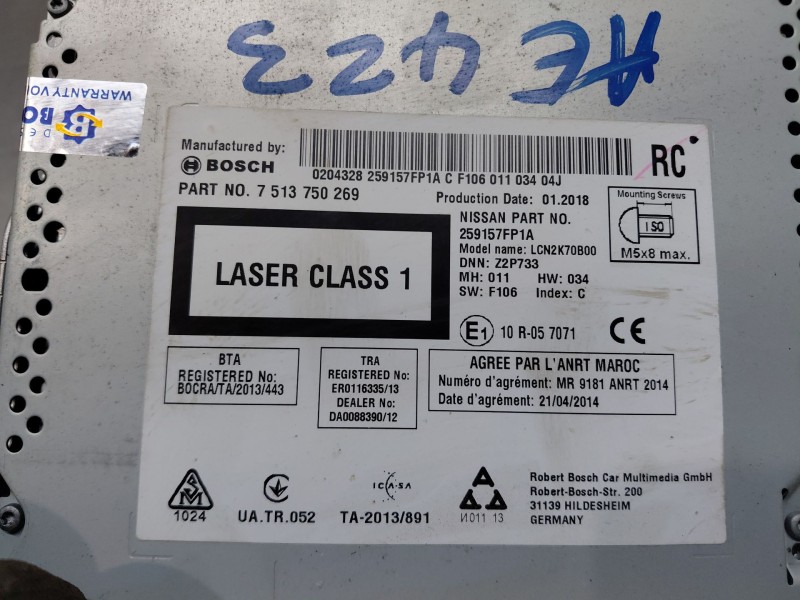 AE 423
WARRANTY VO
BO
D E
Manufactured by:
BOSCH
0204328 259157FP1A C F106 011 034 04J
RC
PART NO. 7 513 750 269
Production Date: 01.2018
NISSAN PART NO.
259157FP1A
Model name: LCN2K70B00
DNN: Z2P733
MH: 011 HW: 034
SW: F106 Index: C
Mounting Screws
ISO
M5x8 max.
LASER CLASS 1
E1 10 R-05 7071
CE
BTA
REGISTERED No:
BOCRA/TA/2013/443
TRA
REGISTERED No:
ER0116335/13
DEALER No:
DA0088390/12
AGREE PAR L'ANRT MAROC
Numéro d'agrément: MR 9181 ANRT 2014
Date d'agrément: 21/04/2014
1024
UA.TR.052
ICASA
TA-2013/891
И011 13
Robert Bosch Car Multimedia GmbH
Robert-Bosch-Str. 200
31139 HILDESHEIM
GERMANY